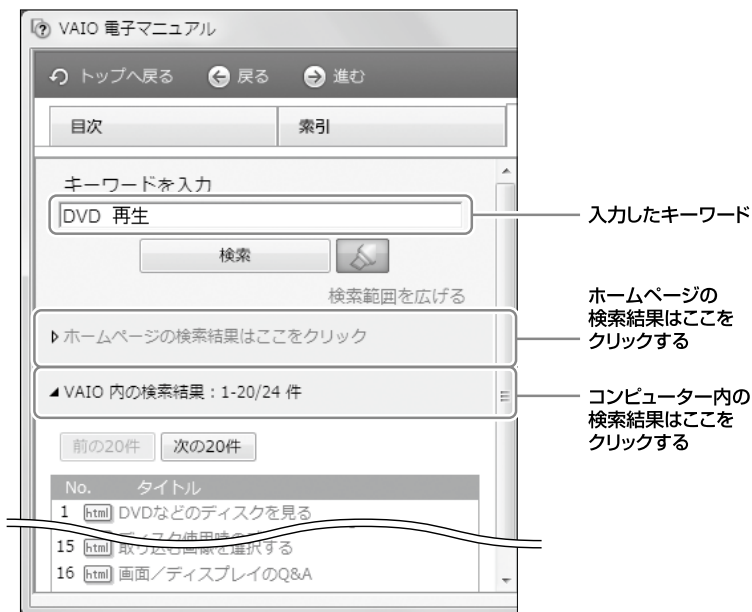 VAIO 電子マニュアル
トップへ戻る 戻る 進む
目次 索引
キーワードを入力
DVD 再生
入力したキーワード
検索
検索範囲を広げる
ホームページの検索結果はここをクリック
ホームページの
検索結果はここを
クリックする
VAIO 内の検索結果：1-20/24 件
コンピューター内の
検索結果はここを
クリックする
前の20件 次の20件
No. タイトル
1 html DVDなどのディスクを見る
15 html 取り込む画像を選択する
16 html 画面／ディスプレイのQ&A